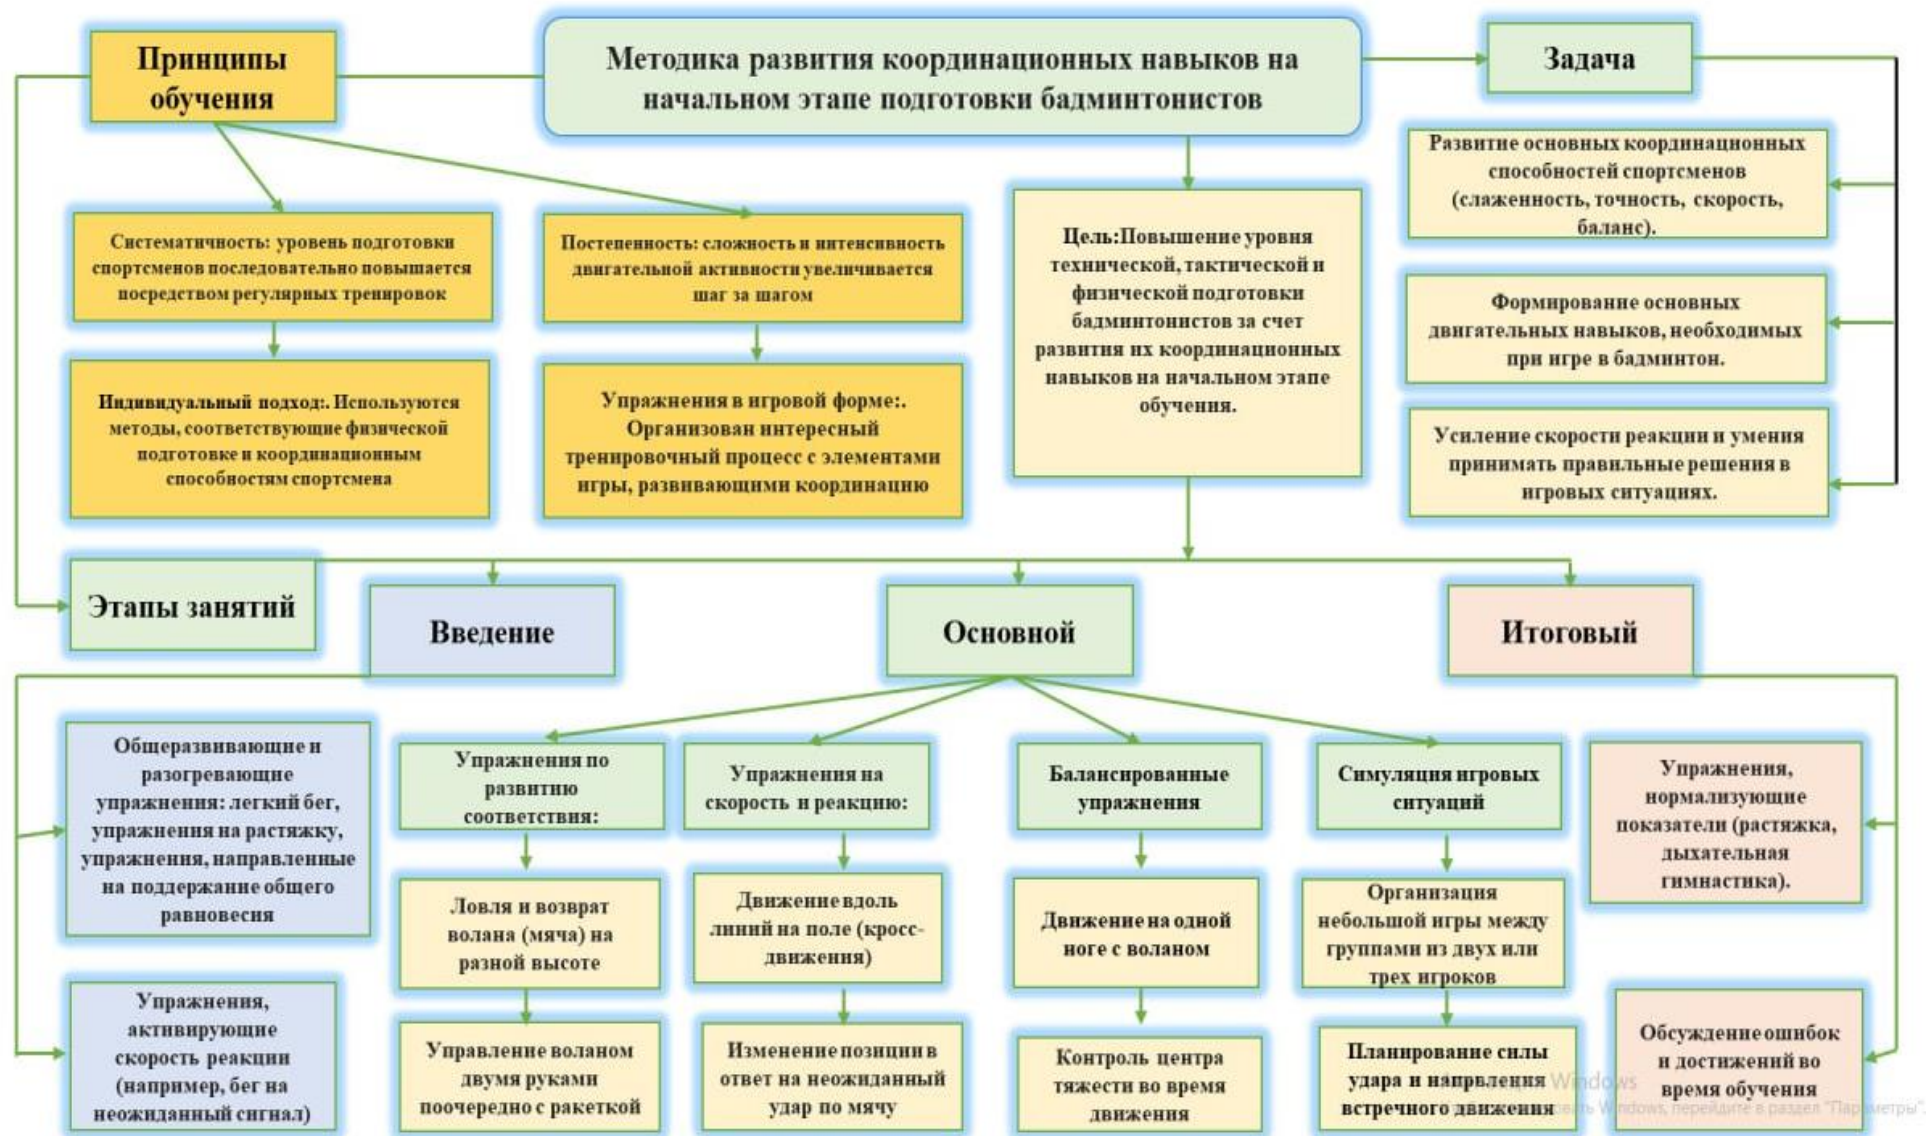 Принципы
обучения
Методика развития координационных навыков на
начальном этапе подготовки бадминтонистов
Задача
Развитие основных координационных
способностей спортсменов
(слаженность, точность, скорость,
баланс).
Систематичность: уровень подготовки
спортсменов последовательно повышается
посредством регулярных тренировок
Постепенность: сложность и интенсивность
двигательной активности увеличивается
шаг за шагом
Цель:Повышение уровня
технической, тактической и
физической подготовки
бадминтонистов за счет
развития их координационных
навыков на начальном этапе
обучения.
Формирование основных
двигательных навыков, необходимых
при игре в бадминтон.
Индивидуальный подход:. Используются
методы, соответствующие физической
подготовке и координационным
способностям спортсмена
Упражнения в игровой форме:.
Организован интересный
тренировочный процесс с элементами
игры, развивающими координацию
Усиление скорости реакции и умения
принимать правильные решения в
игровых ситуациях.
Этапы занятий
Введение
Основной
Итоговый
Общеразвивающие и
разогревающие
упражнения: легкий бег,
упражнения на растяжку,
упражнения, направленные
на поддержание общего
равновесия
Упражнения по
развитию
соответствия:
Упражнения на
скорость и реакцию:
Балансированные
упражнения
Симуляция игровых
ситуаций
Упражнения,
нормализующие
показатели (растяжка,
дыхательная
гимнастика).
Ловля и возврат
волана (мяча) на
разной высоте
Движение вдоль
линий на поле (кросс-
движения)
Движение на одной
ноге с воланом
Организация
небольшой игры между
группами из двух или
трех игроков
Упражнения,
активирующие
скорость реакции
(например, бег на
неожиданный сигнал)
Управление воланом
двумя руками
поочередно с ракеткой
Изменение позиции в
ответ на неожиданный
удар по мячу
Контроль центра
тяжести во время
движения
Планирование силы
удара и направления
встречного движения
Обсуждение ошибок
и достижений во
время обучения
Windows
Windows, перейдите в раздел "Параметры".